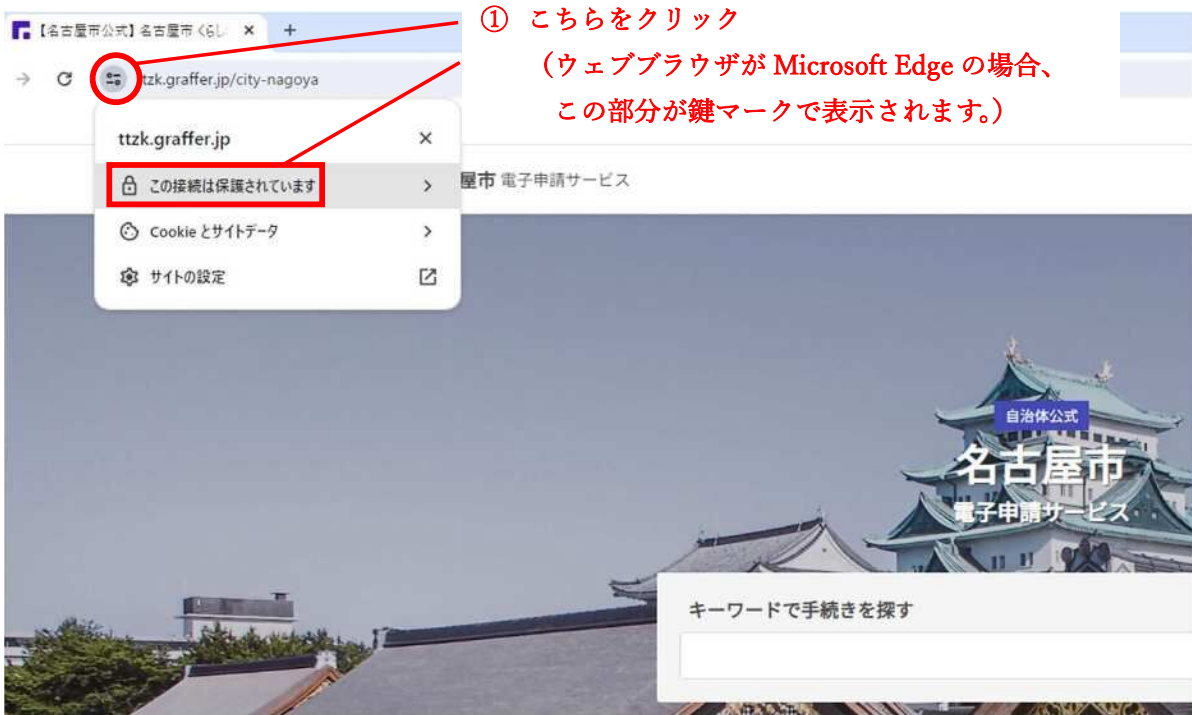 【名古屋市公式】名古屋市 くらし
① こちらをクリック
（ウェブブラウザが Microsoft Edge の場合、
この部分が鍵マークで表示されます。）
tzk.graffer.jp/city-nagoya
ttzk.graffer.jp
この接続は保護されています
Cookie とサイトデータ
サイトの設定
屋市 電子申請サービス
自治体公式
名古屋市
電子申請サービス
キーワードで手続きを探す